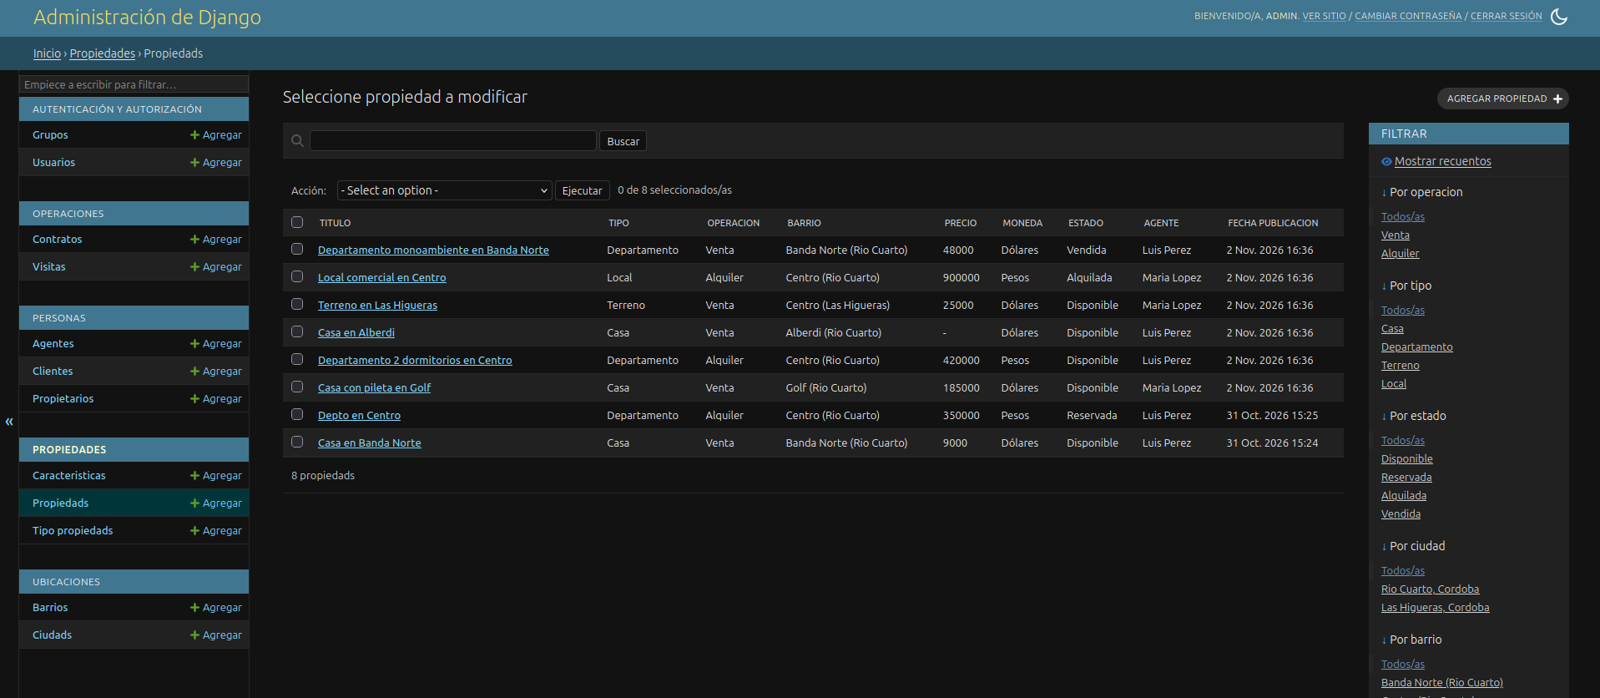 Administración de Django
BIENVENIDO/A, ADMIN. VER SITIO / CAMBIAR CONTRASEÑA / CERRAR SESIÓN
Inicio › Propiedades › Propiedads
Empiece a escribir para filtrar...
AUTENTICACIÓN Y AUTORIZACIÓN
Grupos + Agregar
Usuarios + Agregar
OPERACIONES
Contratos + Agregar
Visitas + Agregar
PERSONAS
Agentes + Agregar
Clientes + Agregar
Propietarios + Agregar
PROPIEDADES
Caracteristicas + Agregar
Propiedads + Agregar
Tipo propiedads + Agregar
UBICACIONES
Barrios + Agregar
Ciudads + Agregar
«
Seleccione propiedad a modificar
AGREGAR PROPIEDAD +
Buscar
Acción: - Select an option - Ejecutar 0 de 8 seleccionados/as
TITULO TIPO OPERACION BARRIO PRECIO MONEDA ESTADO AGENTE FECHA PUBLICACION
Departamento monoambiente en Banda Norte Departamento Venta Banda Norte (Rio Cuarto) 48000 Dólares Vendida Luis Perez 2 Nov. 2026 16:36
Local comercial en Centro Local Alquiler Centro (Rio Cuarto) 900000 Pesos Alquilada Maria Lopez 2 Nov. 2026 16:36
Terreno en Las Higueras Terreno Venta Centro (Las Higueras) 25000 Dólares Disponible Maria Lopez 2 Nov. 2026 16:36
Casa en Alberdi Casa Venta Alberdi (Rio Cuarto) - Dólares Disponible Luis Perez 2 Nov. 2026 16:36
Departamento 2 dormitorios en Centro Departamento Alquiler Centro (Rio Cuarto) 420000 Pesos Disponible Luis Perez 2 Nov. 2026 16:36
Casa con pileta en Golf Casa Venta Golf (Rio Cuarto) 185000 Dólares Disponible Maria Lopez 2 Nov. 2026 16:36
Depto en Centro Departamento Alquiler Centro (Rio Cuarto) 350000 Pesos Reservada Luis Perez 31 Oct. 2026 15:25
Casa en Banda Norte Casa Venta Banda Norte (Rio Cuarto) 9000 Dólares Disponible Luis Perez 31 Oct. 2026 15:24
8 propiedads
FILTRAR
Mostrar recuentos
↓ Por operacion
Todos/as
Venta
Alquiler
↓ Por tipo
Todos/as
Casa
Departamento
Terreno
Local
↓ Por estado
Todos/as
Disponible
Reservada
Alquilada
Vendida
↓ Por ciudad
Todos/as
Rio Cuarto, Cordoba
Las Higueras, Cordoba
↓ Por barrio
Todos/as
Banda Norte (Rio Cuarto)